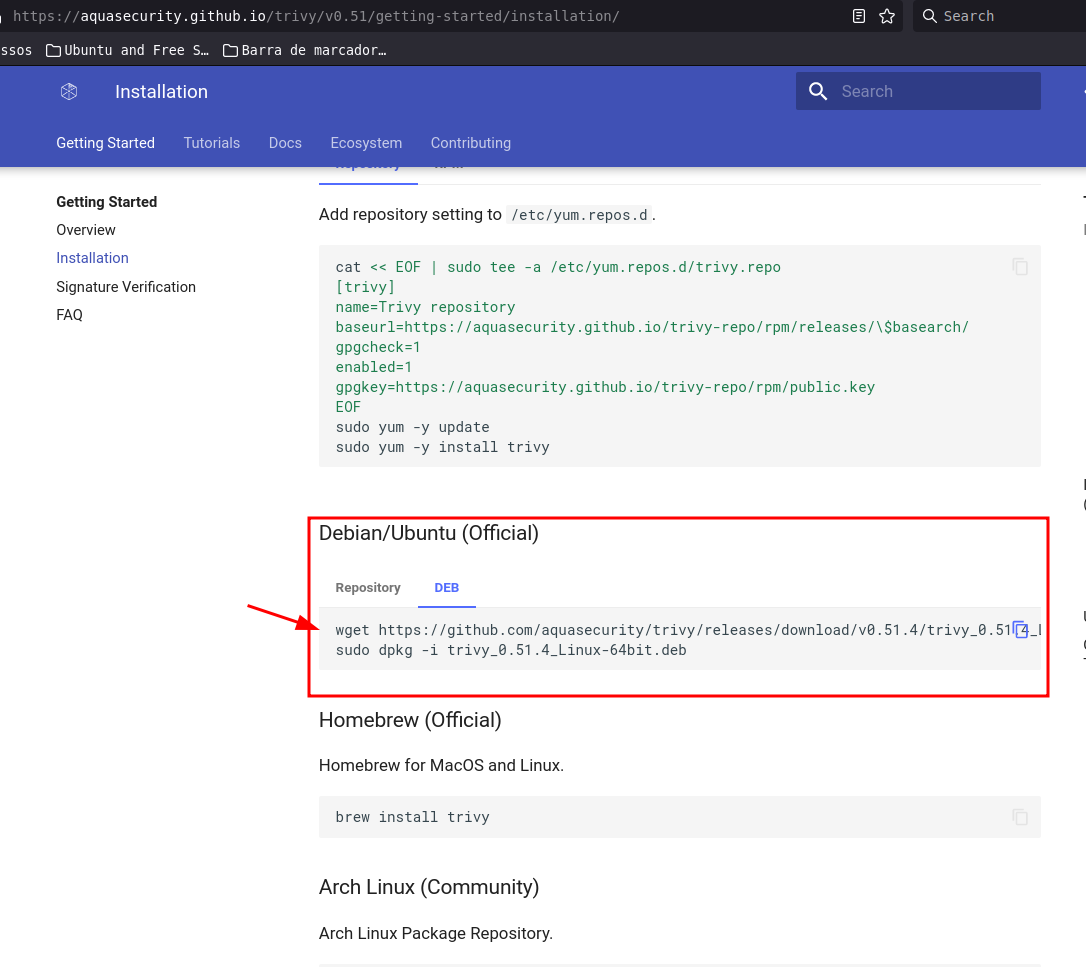 https://aquasecurity.github.io/trivy/v0.51/getting-started/installation/
Search
ssos
Ubuntu and Free S…
Barra de marcador…
Installation
Search
Getting Started
Tutorials
Docs
Ecosystem
Contributing
Getting Started
Overview
Installation
Signature Verification
FAQ
Add repository setting to /etc/yum.repos.d.
cat << EOF | sudo tee -a /etc/yum.repos.d/trivy.repo
[trivy]
name=Trivy repository
baseurl=https://aquasecurity.github.io/trivy-repo/rpm/releases/\$basearch/
gpgcheck=1
enabled=1
gpgkey=https://aquasecurity.github.io/trivy-repo/rpm/public.key
EOF
sudo yum -y update
sudo yum -y install trivy
Debian/Ubuntu (Official)
Repository
DEB
wget https://github.com/aquasecurity/trivy/releases/download/v0.51.4/trivy_0.51.4_L
sudo dpkg -i trivy_0.51.4_Linux-64bit.deb
Homebrew (Official)
Homebrew for MacOS and Linux.
brew install trivy
Arch Linux (Community)
Arch Linux Package Repository.